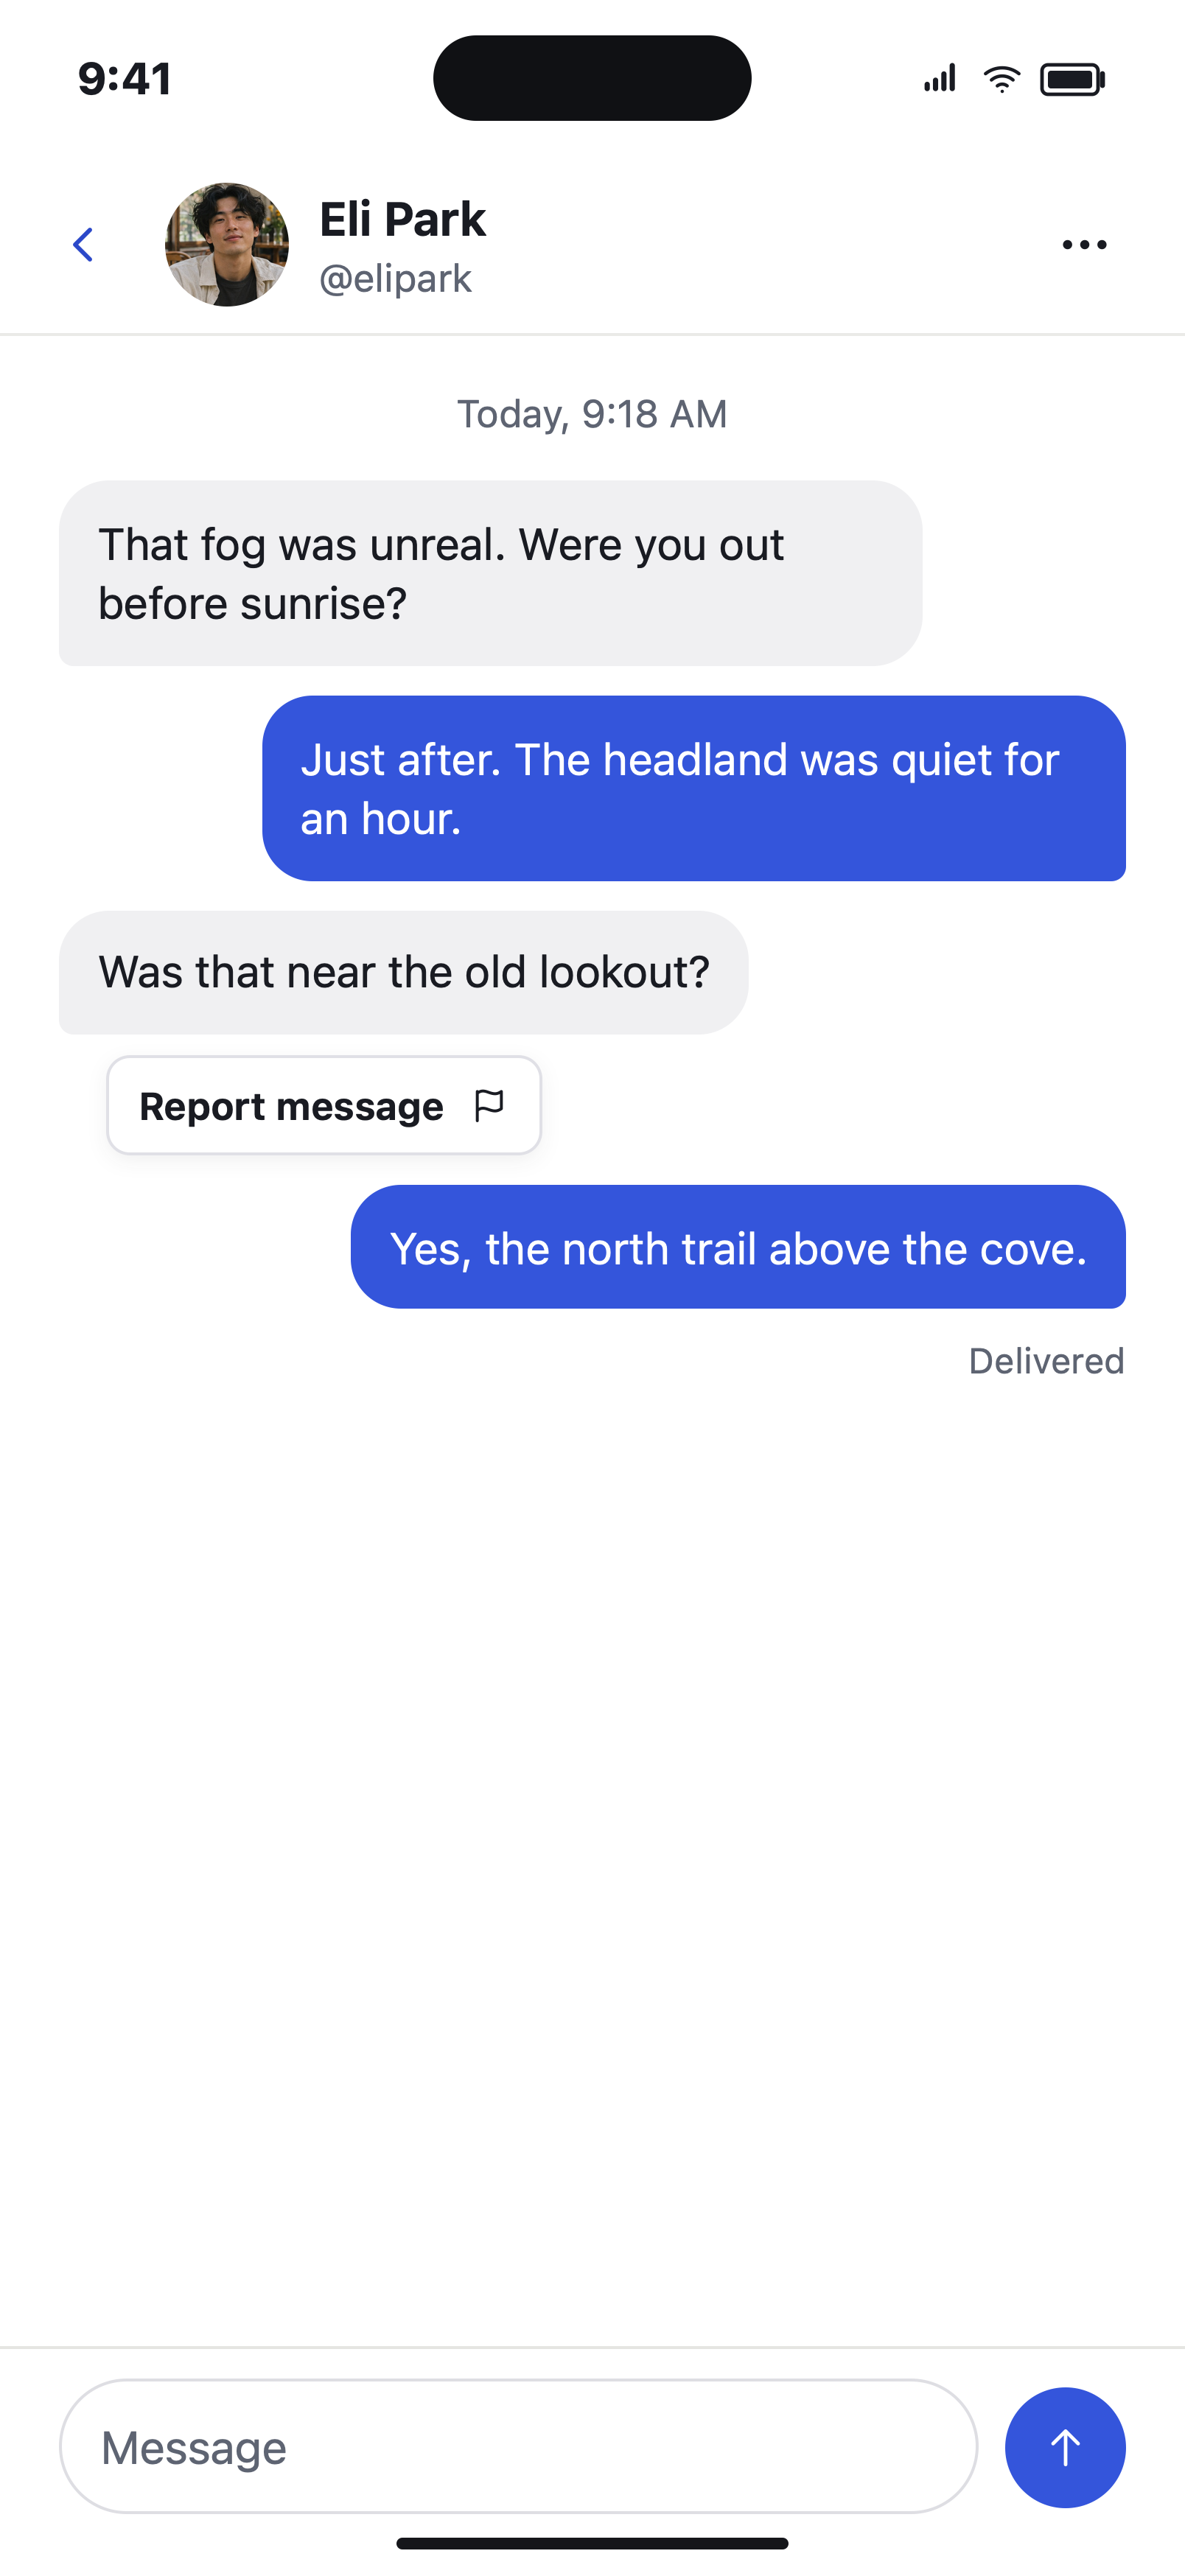 9:41
Eli Park
@elipark
Today, 9:18 AM
That fog was unreal. Were you out
before sunrise?
Just after. The headland was quiet for
an hour.
Was that near the old lookout?
Report message
Yes, the north trail above the cove.
Delivered
Message